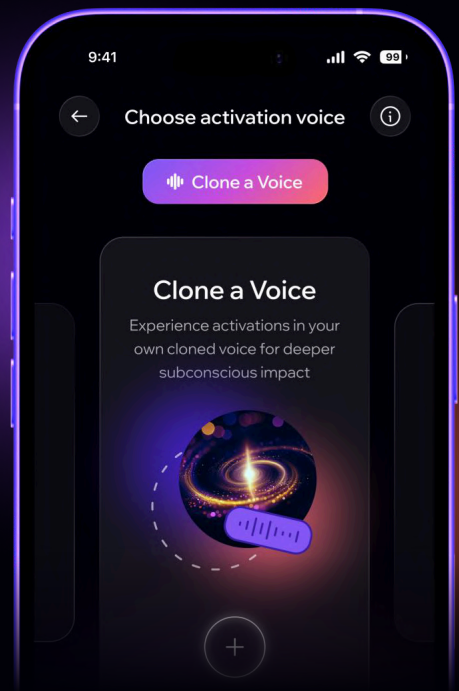 9:41
99
Choose activation voice
Clone a Voice
Clone a Voice
Experience activations in your
own cloned voice for deeper
subconscious impact